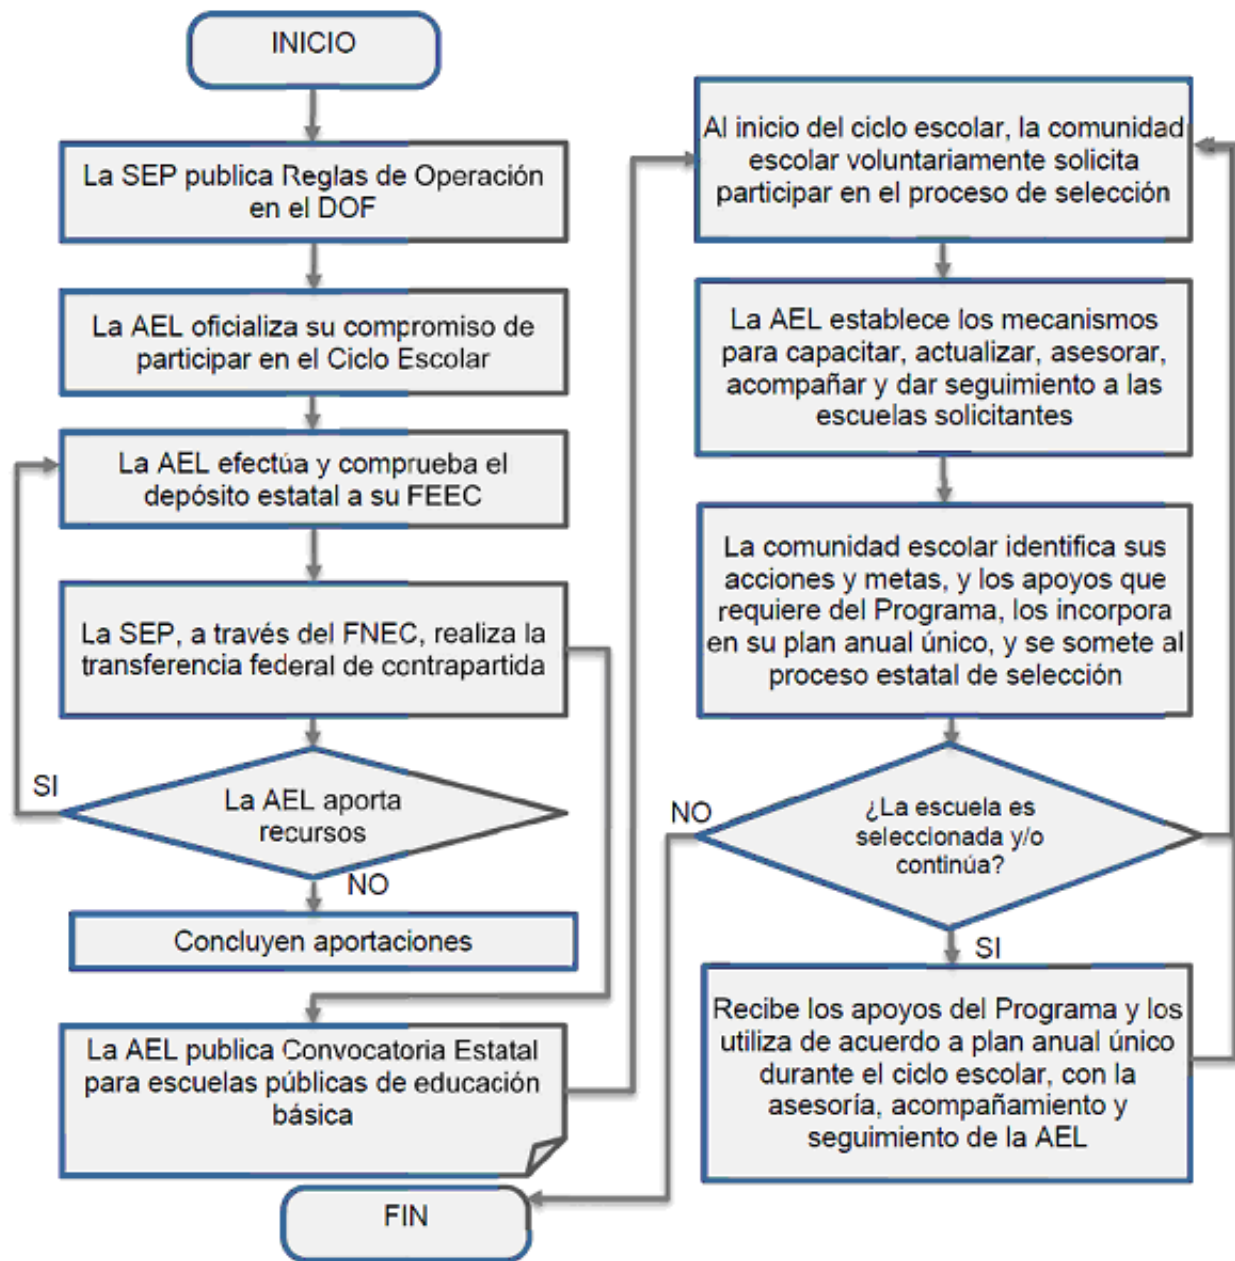 INICIO
La SEP publica Reglas de Operación
en el DOF
La AEL oficializa su compromiso de
participar en el Ciclo Escolar
La AEL efectúa y comprueba el
depósito estatal a su FEEC
La SEP, a través del FNEC, realiza la
transferencia federal de contrapartida
SI
La AEL aporta
recursos
NO
Concluyen aportaciones
La AEL publica Convocatoria Estatal
para escuelas públicas de educación
básica
Al inicio del ciclo escolar, la comunidad
escolar voluntariamente solicita
participar en el proceso de selección
La AEL establece los mecanismos
para capacitar, actualizar, asesorar,
acompañar y dar seguimiento a las
escuelas solicitantes
La comunidad escolar identifica sus
acciones y metas, y los apoyos que
requiere del Programa, los incorpora
en su plan anual único, y se somete al
proceso estatal de selección
NO
¿La escuela es
seleccionada y/o
continúa?
SI
Recibe los apoyos del Programa y los
utiliza de acuerdo a plan anual único
durante el ciclo escolar, con la
asesoría, acompañamiento y
seguimiento de la AEL
FIN